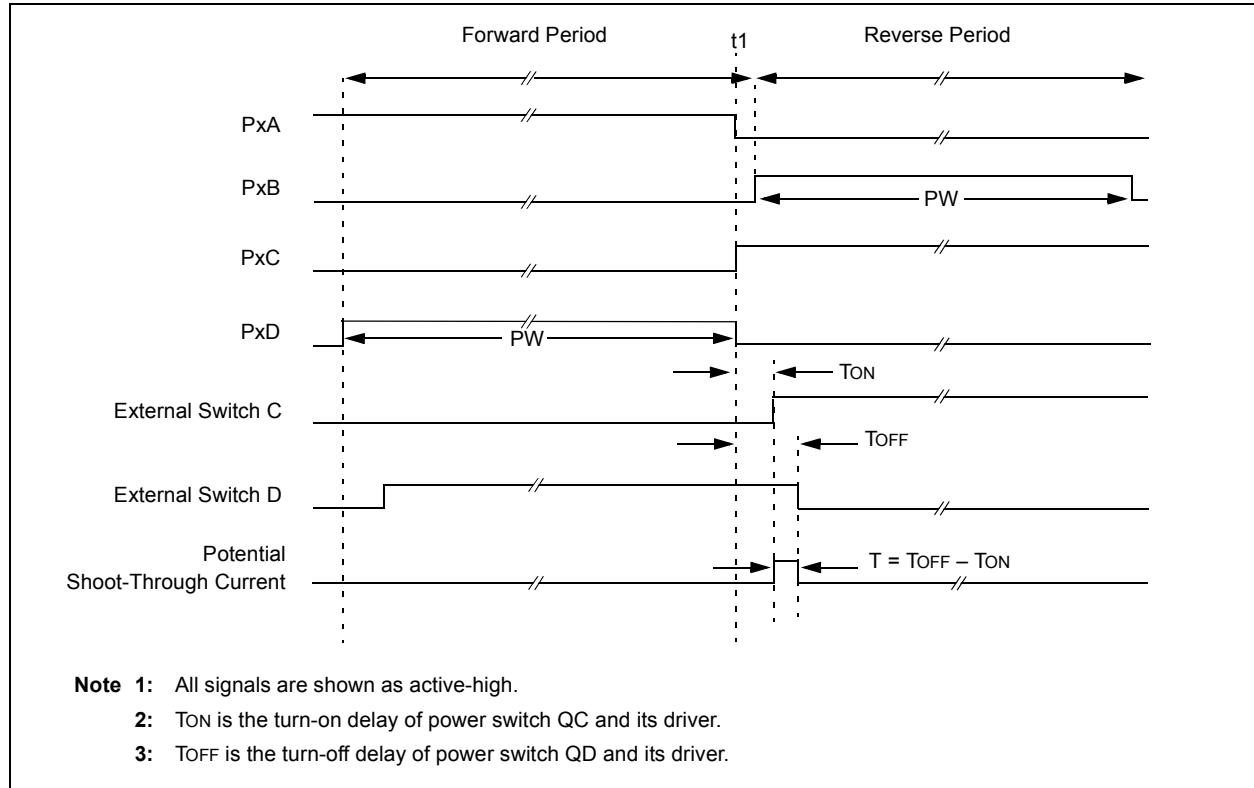 Forward Period
t1
Reverse Period
PxA
PxB
PW
PxC
PxD
PW
TON
External Switch C
TOFF
External Switch D
Potential
Shoot-Through Current
T = TOFF – TON
Note 1: All signals are shown as active-high.
2: TON is the turn-on delay of power switch QC and its driver.
3: TOFF is the turn-off delay of power switch QD and its driver.